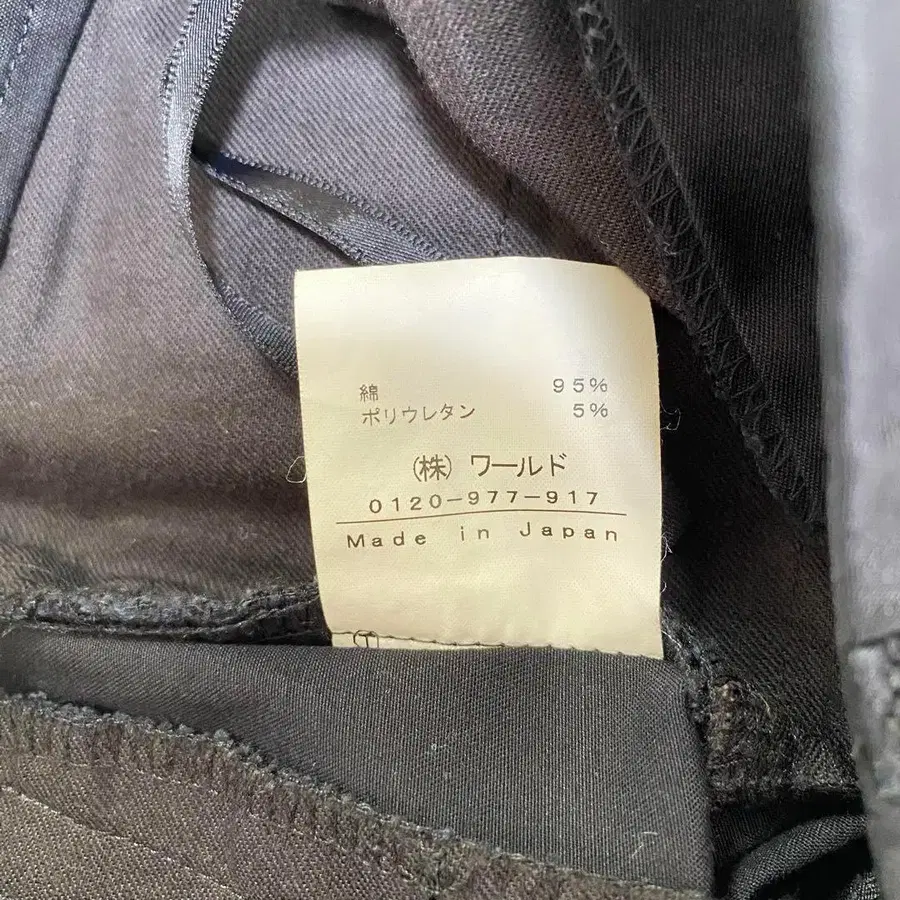 綿 95%
ポリウレタン 5%
(株) ワールド
0120-977-917
Made in Japan